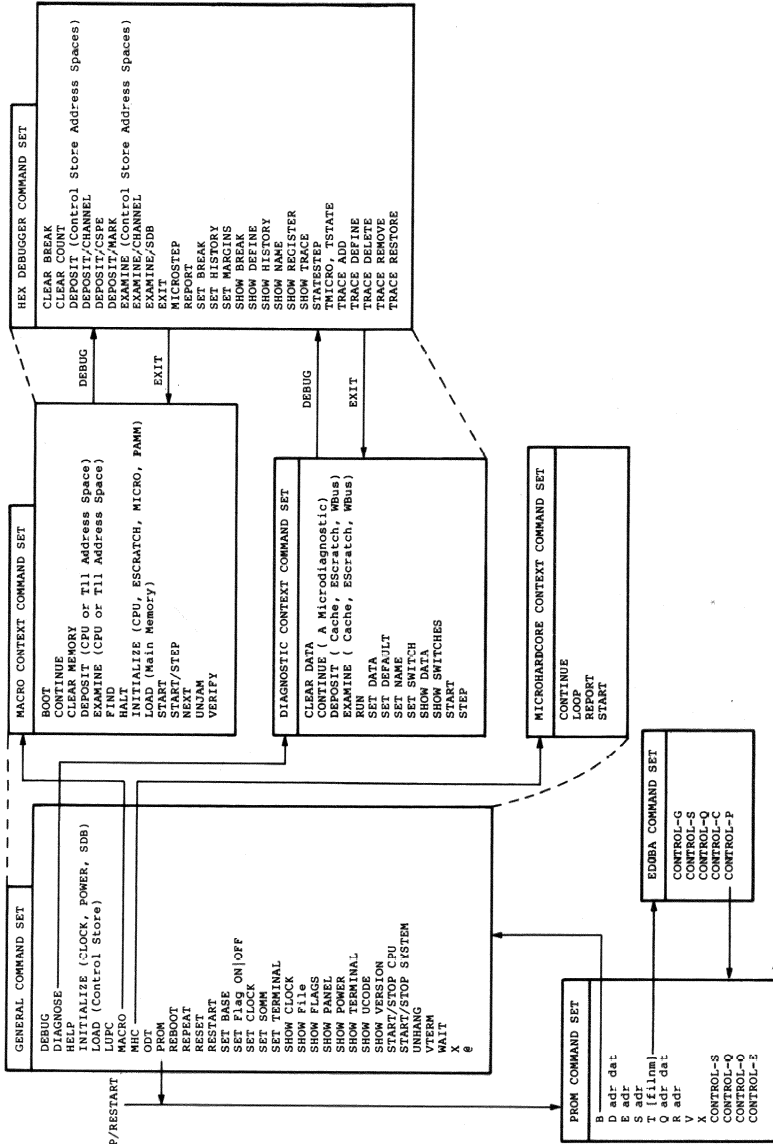 GENERAL COMMAND SET
DEBUG
DIAGNOSE
HELP
INITIALIZE (CLOCK, POWER, SDB)
LOAD (Control Store)
LUPC
MACRO
MHC
ODT
PROM
REBOOT
REPEAT
RESET
RESTART
SET BASE
SET Flag ON|OFF
SET CLOCK
SET SOMM
SET TERMINAL
SHOW CLOCK
SHOW File
SHOW FLAGS
SHOW PANEL
SHOW POWER
SHOW TERMINAL
SHOW UCODE
SHOW VERSION
START/STOP CPU
START/STOP SYSTEM
UNHANG
VTERM
WAIT
X
@
P/RESTART
MACRO CONTEXT COMMAND SET
BOOT
CONTINUE
CLEAR MEMORY
DEPOSIT (CPU or T11 Address Space)
EXAMINE (CPU or T11 Address Space)
FIND
HALT
INITIALIZE (CPU, ESCRATCH, MICRO, PAMM)
LOAD (Main Memory)
START
START/STEP
NEXT
UNJAM
VERIFY
DEBUG
EXIT
HEX DEBUGGER COMMAND SET
CLEAR BREAK
CLEAR COUNT
DEPOSIT (Control Store Address Spaces)
DEPOSIT/CHANNEL
DEPOSIT/CSPE
DEPOSIT/MARK
EXAMINE (Control Store Address Spaces)
EXAMINE/CHANNEL
EXAMINE/SDB
EXIT
MICROSTEP
REPORT
SET BREAK
SET HISTORY
SET MARGINS
SHOW BREAK
SHOW DEFINE
SHOW HISTORY
SHOW NAME
SHOW REGISTER
SHOW TRACE
STATESTEP
TMICRO, TSTATE
TRACE ADD
TRACE DEFINE
TRACE DELETE
TRACE REMOVE
TRACE RESTORE
DIAGNOSTIC CONTEXT COMMAND SET
CLEAR DATA
CONTINUE ( A Microdiagnostic)
DEPOSIT ( Cache, EScratch, WBus)
EXAMINE ( Cache, EScratch, WBus)
RUN
SET DATA
SET DEFAULT
SET NAME
SET SWITCH
SHOW DATA
SHOW SWITCHES
START
STEP
DEBUG
EXIT
MICROHARDCORE CONTEXT COMMAND SET
CONTINUE
LOOP
REPORT
START
PROM COMMAND SET
B
D adr dat
E adr
S adr
T [filnm]
Q adr dat
R adr
V
X
CONTROL-S
CONTROL-Q
CONTROL-O
CONTROL-E
EDOBA COMMAND SET
CONTROL-G
CONTROL-S
CONTROL-Q
CONTROL-C
CONTROL-P